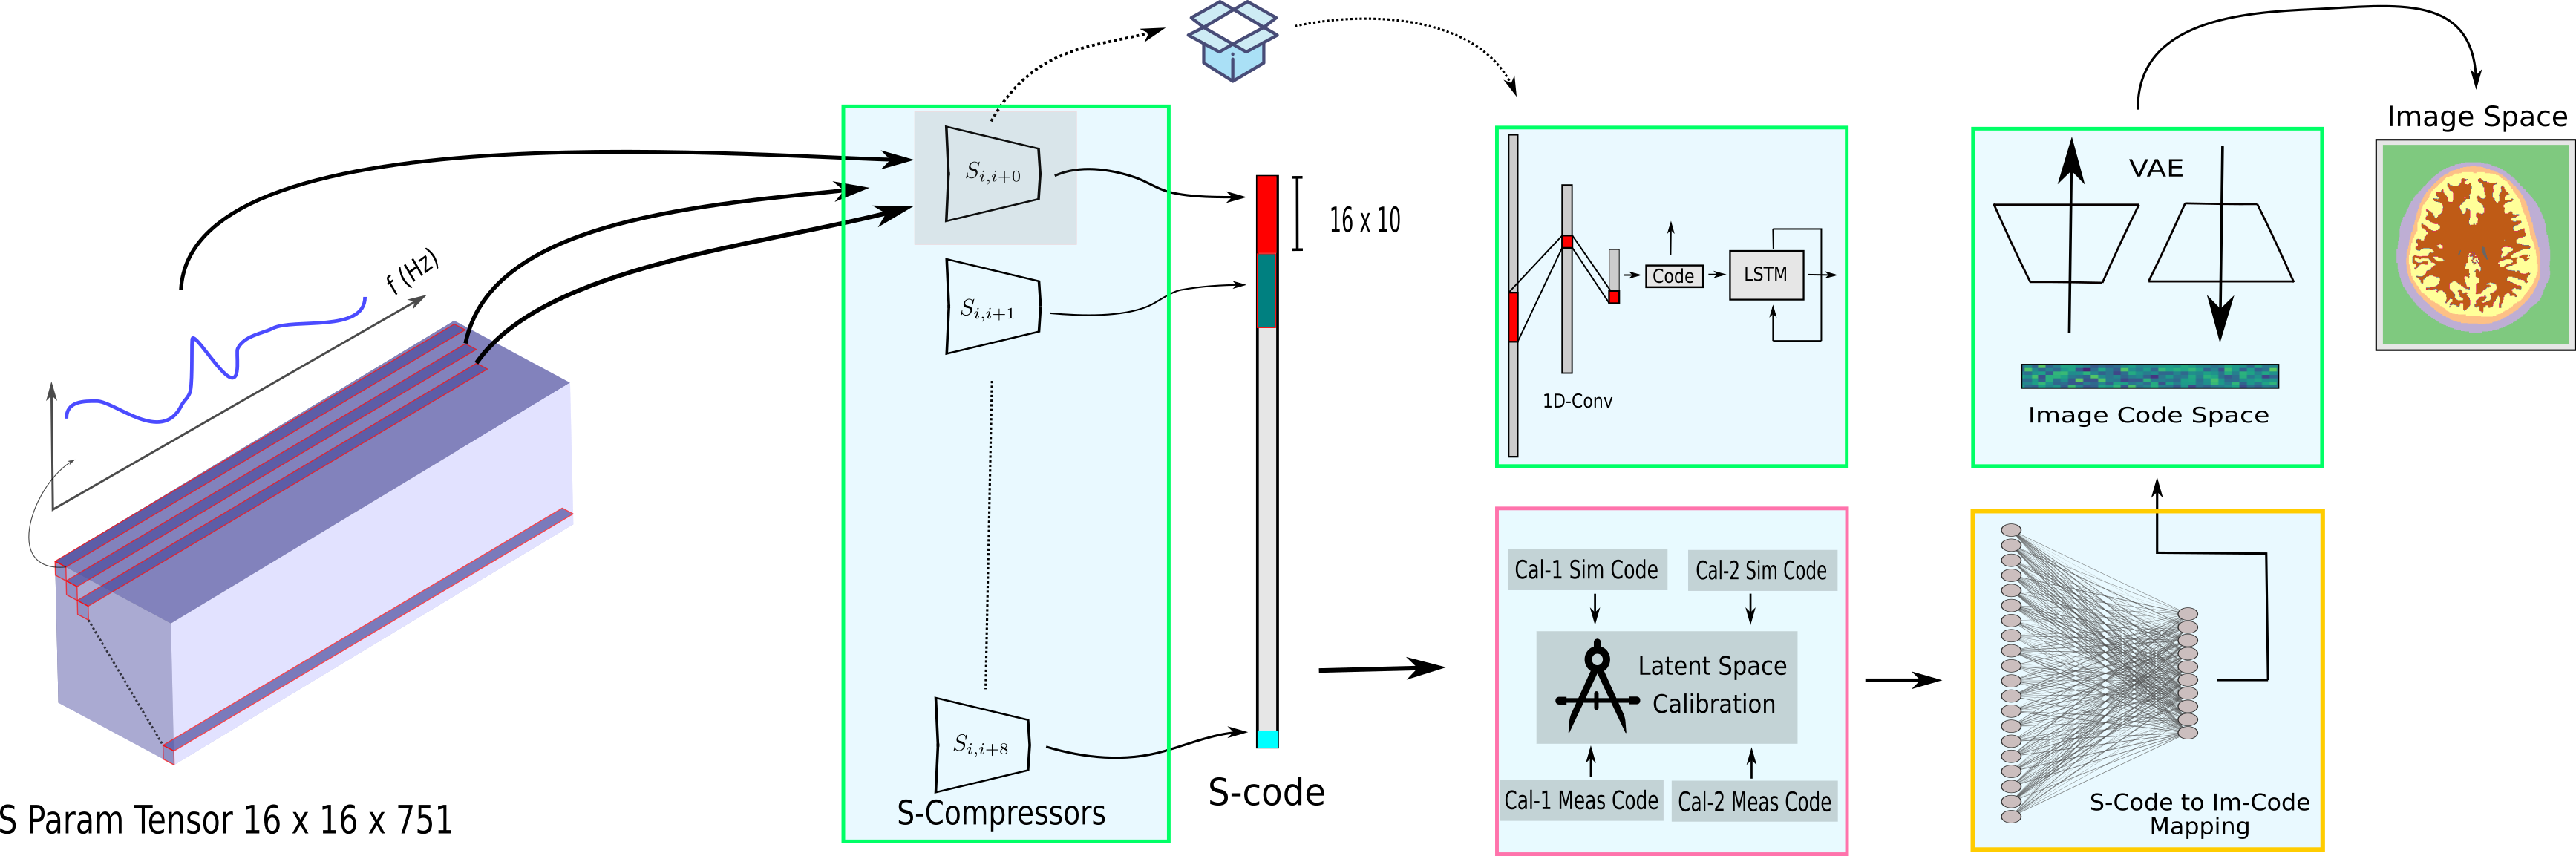 f (Hz)
S Param Tensor 16 x 16 x 751
S_{i,i+0}
S_{i,i+1}
S_{i,i+8}
S-Compressors
16 x 10
S-code
1D-Conv
Code
LSTM
Cal-1 Sim Code
Cal-2 Sim Code
Latent Space
Calibration
Cal-1 Meas Code
Cal-2 Meas Code
VAE
Image Code Space
Image Space
S-Code to Im-Code
Mapping